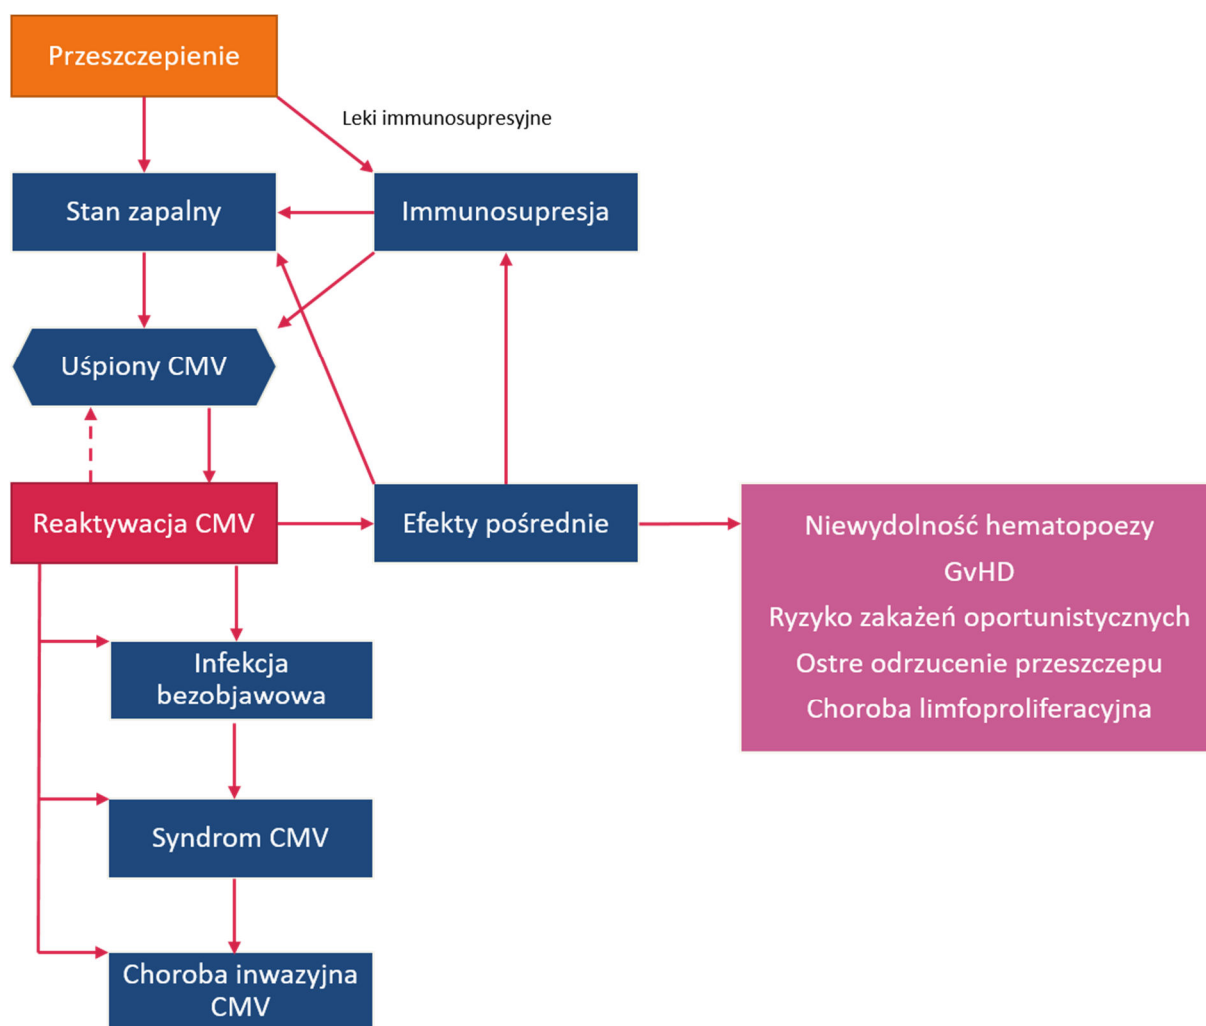 Przeszczepienie
Leki immunosupresyjne
Stan zapalny
Immunosupresja
Uśpiony CMV
Reaktywacja CMV
Efekty pośrednie
Niewydolność hematopoezy
GvHD
Ryzyko zakażeń oportunistycznych
Ostre odrzucenie przeszczepu
Choroba limfoproliferacyjna
Infekcja
bezobjawowa
Syndrom CMV
Choroba inwazyjna
CMV